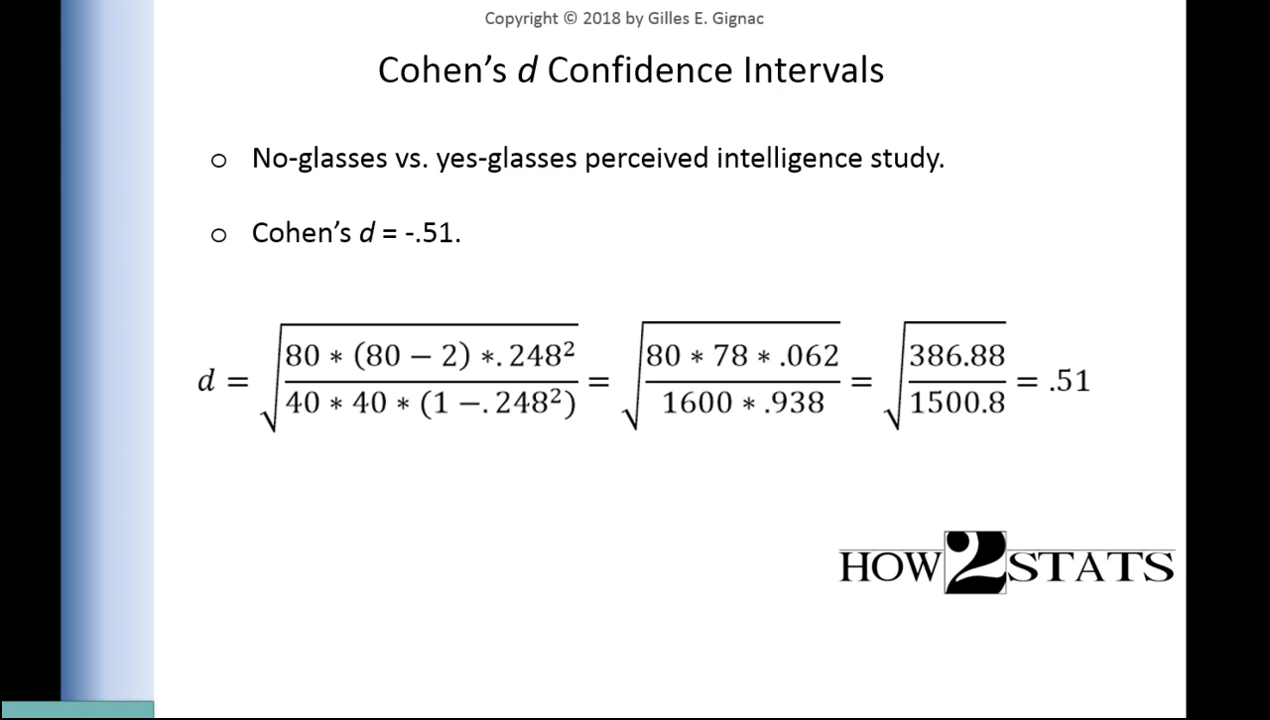 Copyright © 2018 by Gilles E. Gignac
Cohen’s d Confidence Intervals
o No-glasses vs. yes-glasses perceived intelligence study.
o Cohen’s d = -.51.
d = √(80 ∗ (80 − 2) ∗. 248² / 40 ∗ 40 ∗ (1 −. 248²)) = √(80 ∗ 78 ∗ .062 / 1600 ∗ .938) = √(386.88 / 1500.8) = .51
HOW2STATS